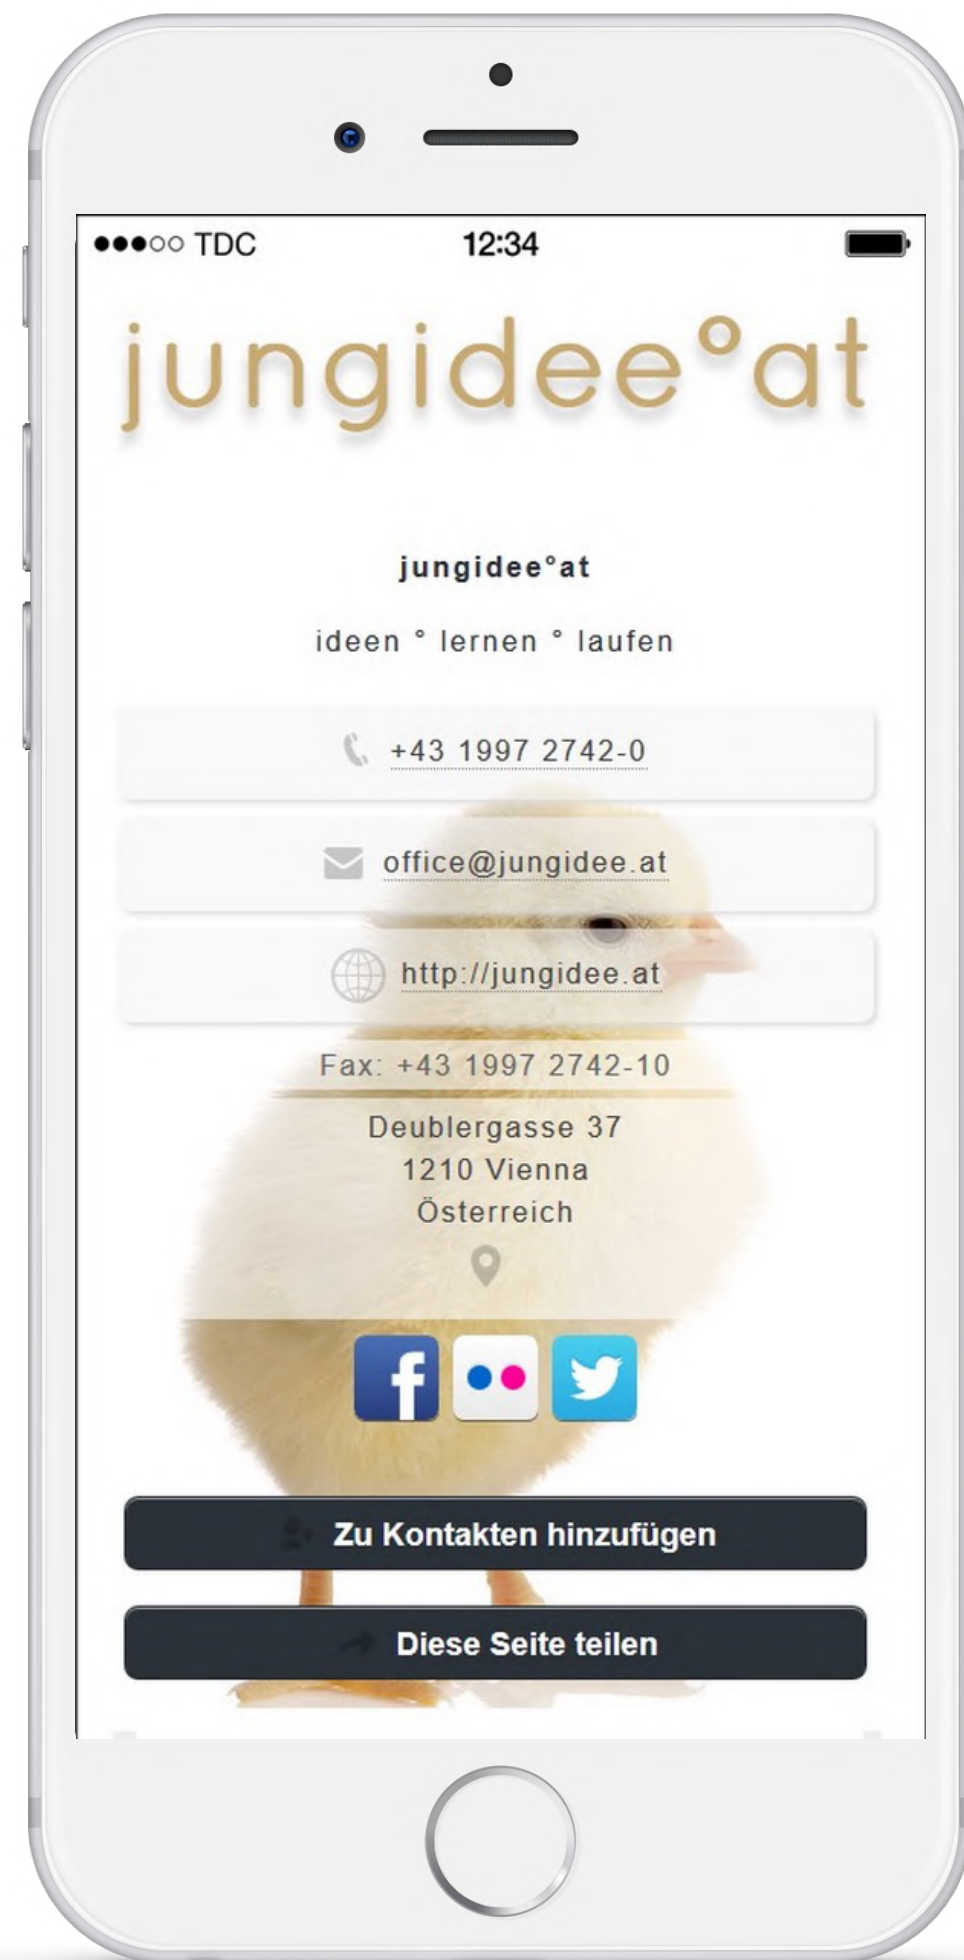 TDC 12:34
jungidee°at
jungidee°at
ideen ° lernen ° laufen
+43 1997 2742-0
office@jungidee.at
http://jungidee.at
Fax: +43 1997 2742-10
Deublergasse 37
1210 Vienna
Österreich
Zu Kontakten hinzufügen
Diese Seite teilen